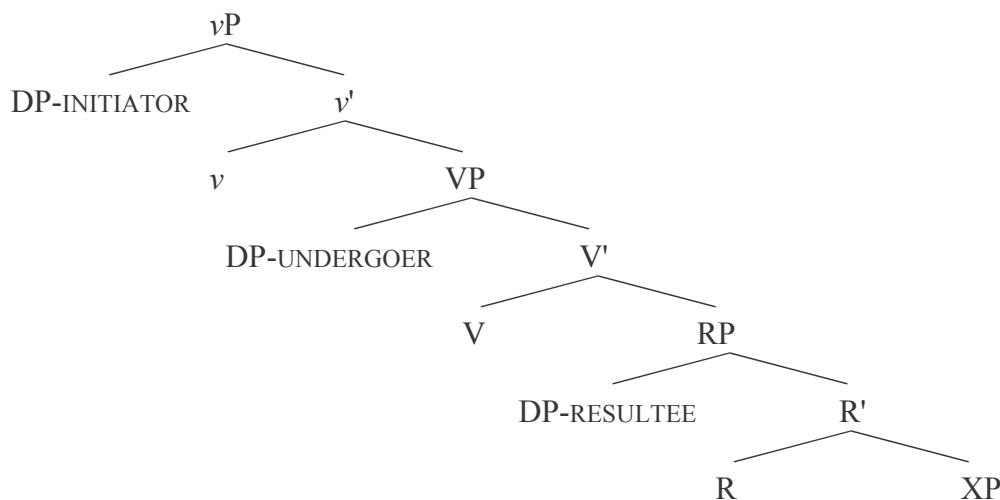 vP
DP-INITIATOR v'
v VP
DP-UNDERGOER V'
V RP
DP-RESULTEE R'
R XP